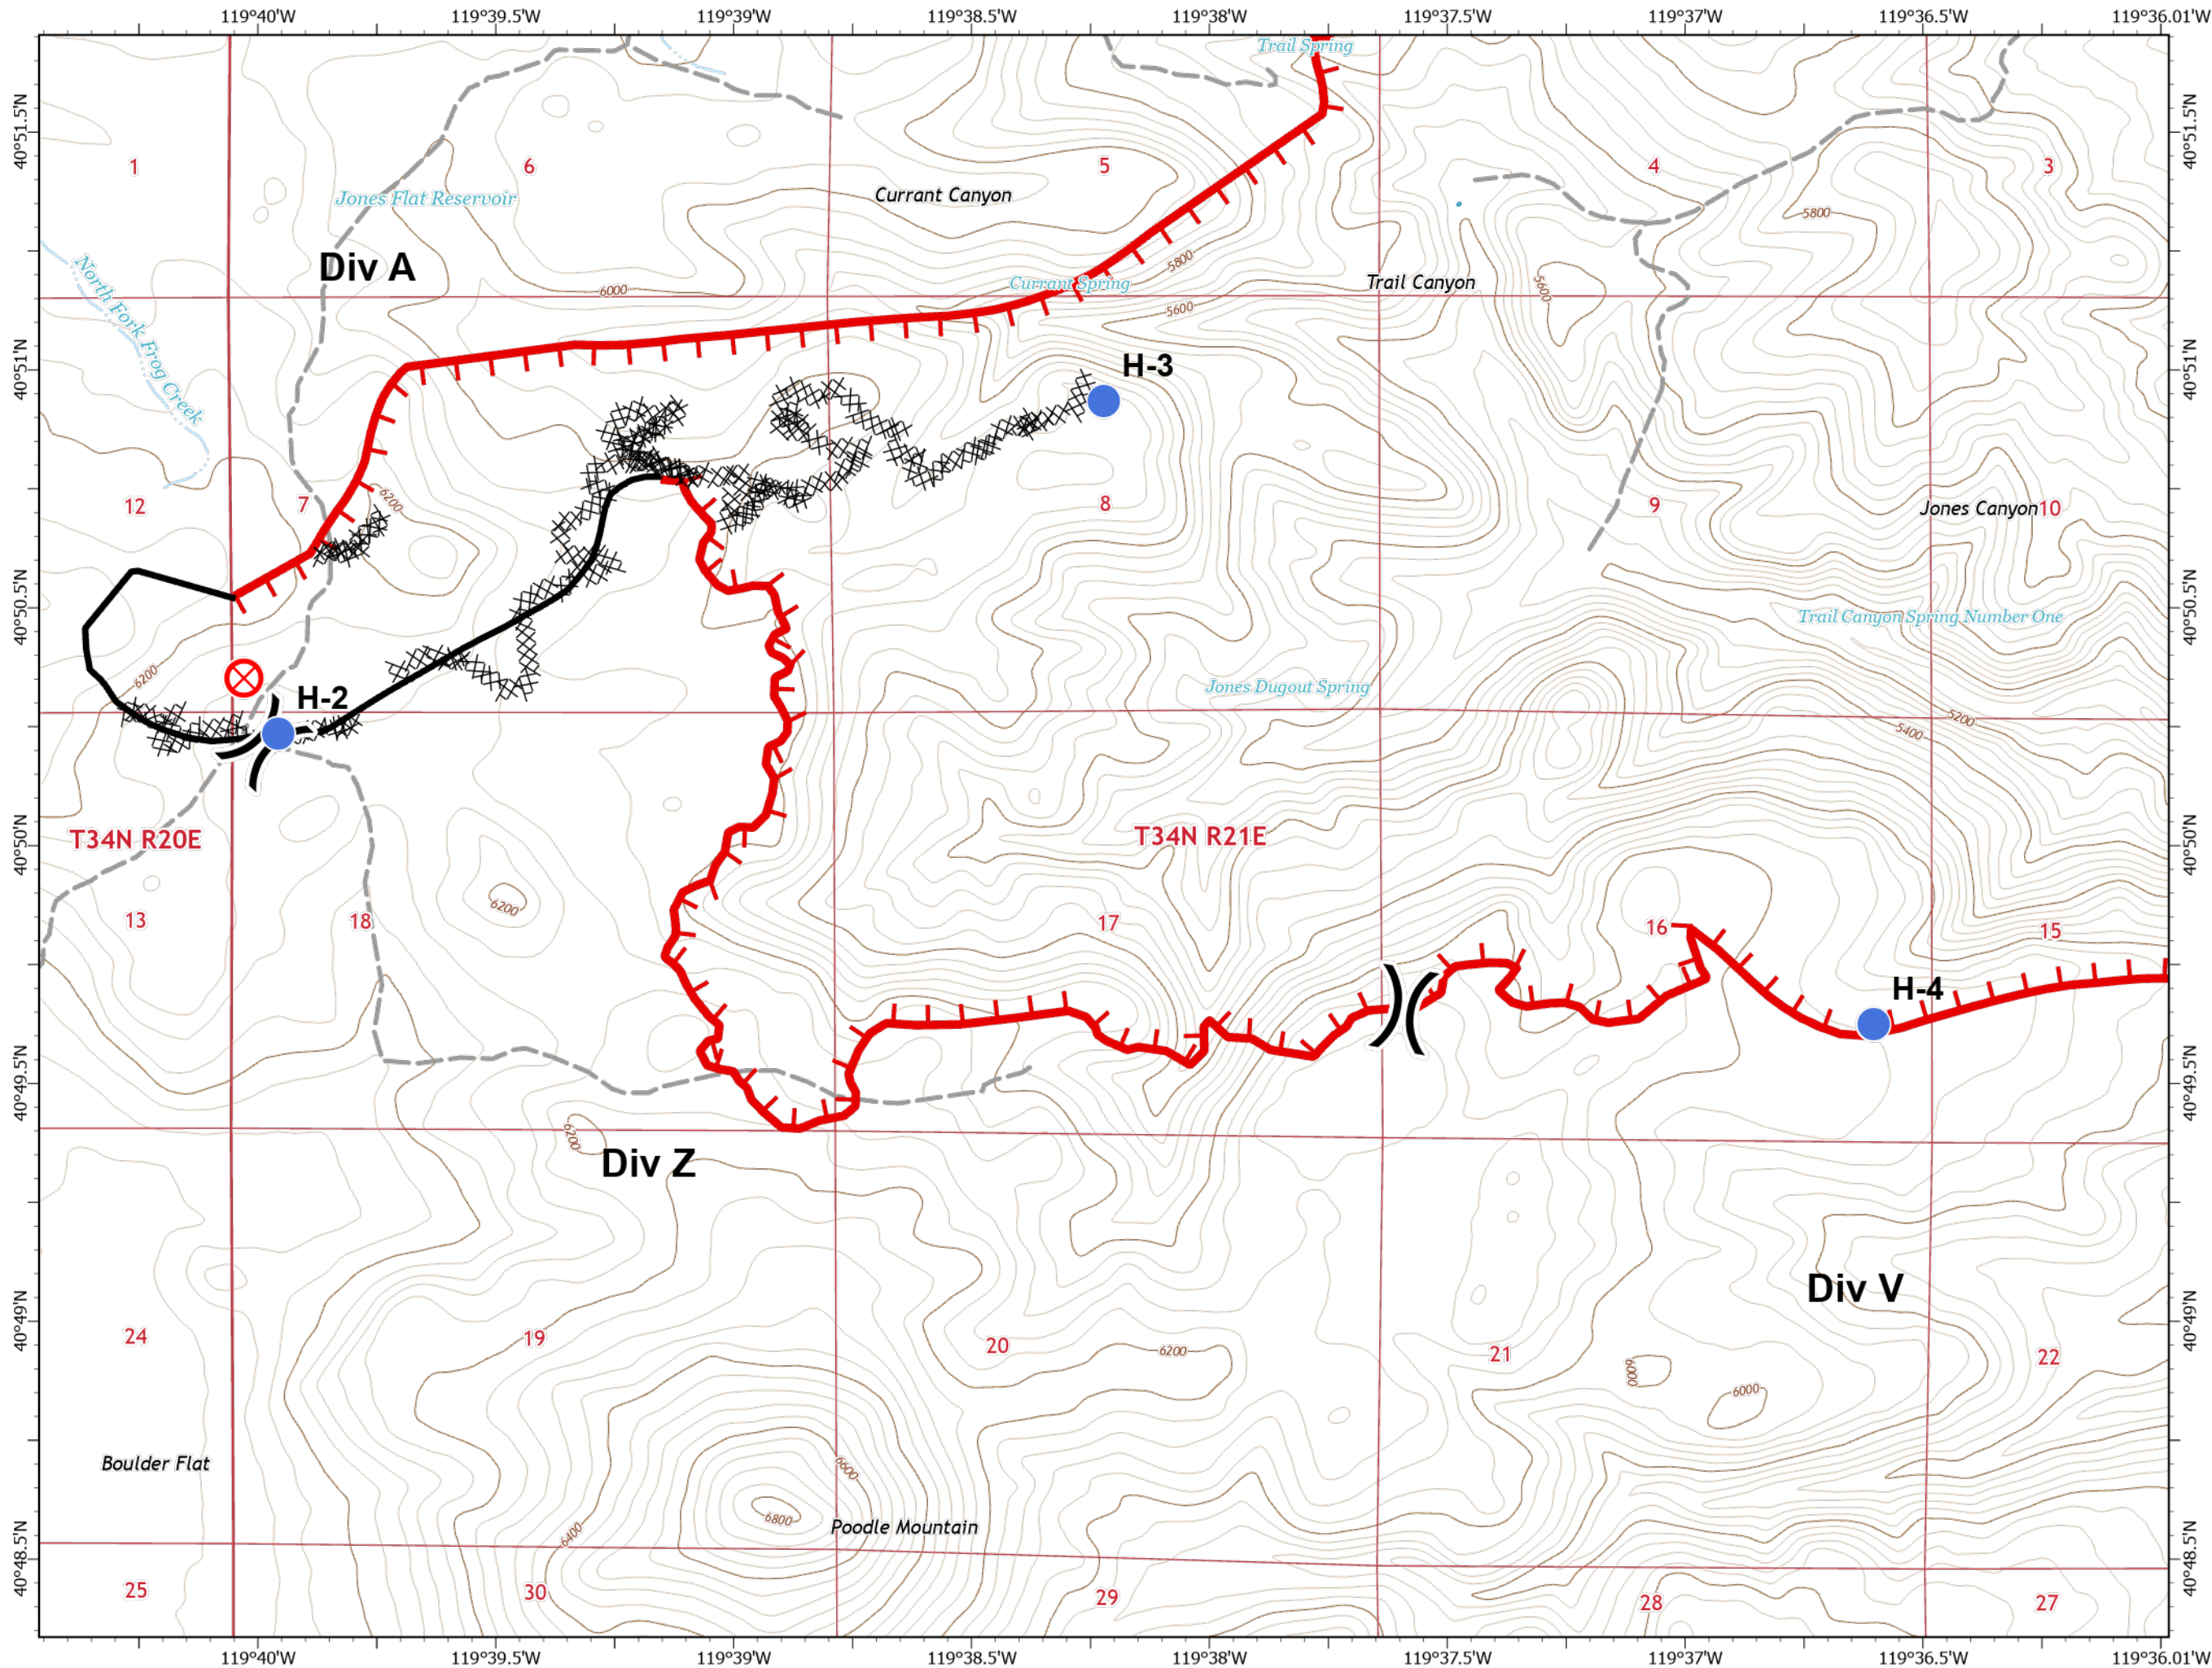 119°40'W 119°39.5'W 119°39'W 119°38.5'W 119°38'W 119°37.5'W 119°37'W 119°36.5'W 119°36.01'W
Trail Spring
40°51.5'N
40°51.5'N
1 6 5 4 3
Jones Flat Reservoir
Currant Canyon
5800
North Fork Frog Creek
Div A
5800
Currant Spring
Trail Canyon
6000
5600
5600
40°51'N
H-3
40°51'N
6200
12 7 8 9 Jones Canyon 10
40°50.5'N
40°50.5'N
Trail Canyon Spring Number One
6200
H-2
Jones Dugout Spring
5200
5400
T34N R20E
T34N R21E
40°50'N
40°50'N
6200
13 18 17 16 15
H-4
40°49.5'N
40°49.5'N
6200
Div Z
Div V
40°49'N
40°49'N
24 19 20 21 22
6200
6000
6000
Boulder Flat
6600
6800
Poodle Mountain
6400
40°48.5'N
40°48.5'N
25 30 29 28 27
119°40'W 119°39.5'W 119°39'W 119°38.5'W 119°38'W 119°37.5'W 119°37'W 119°36.5'W 119°36.01'W